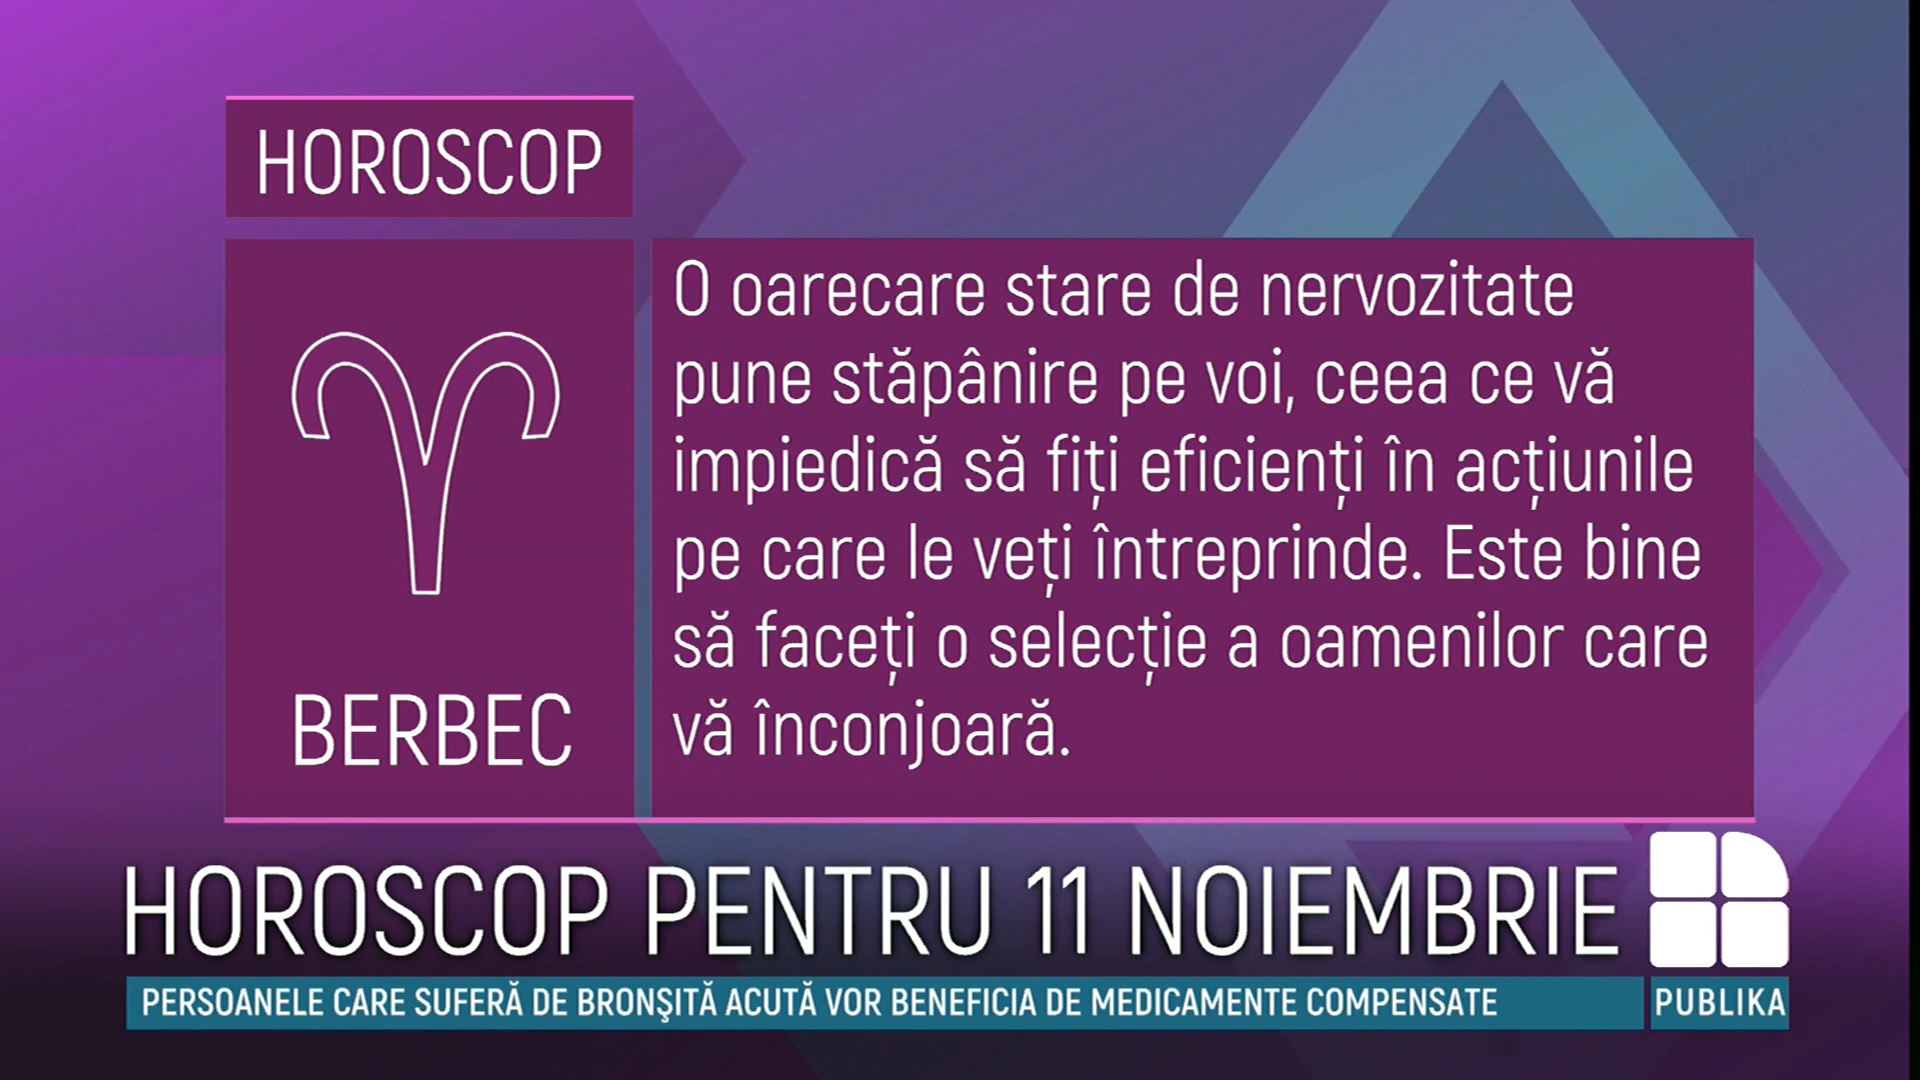 HOROSCOP
BERBEC
O oarecare stare de nervozitate
pune stăpânire pe voi, ceea ce vă
impiedică să fiți eficienți în acțiunile
pe care le veți întreprinde. Este bine
să faceți o selecție a oamenilor care
vă înconjoară.
HOROSCOP PENTRU 11 NOIEMBRIE
PERSOANELE CARE SUFERĂ DE BRONŞITĂ ACUTĂ VOR BENEFICIA DE MEDICAMENTE COMPENSATE
PUBLIKA